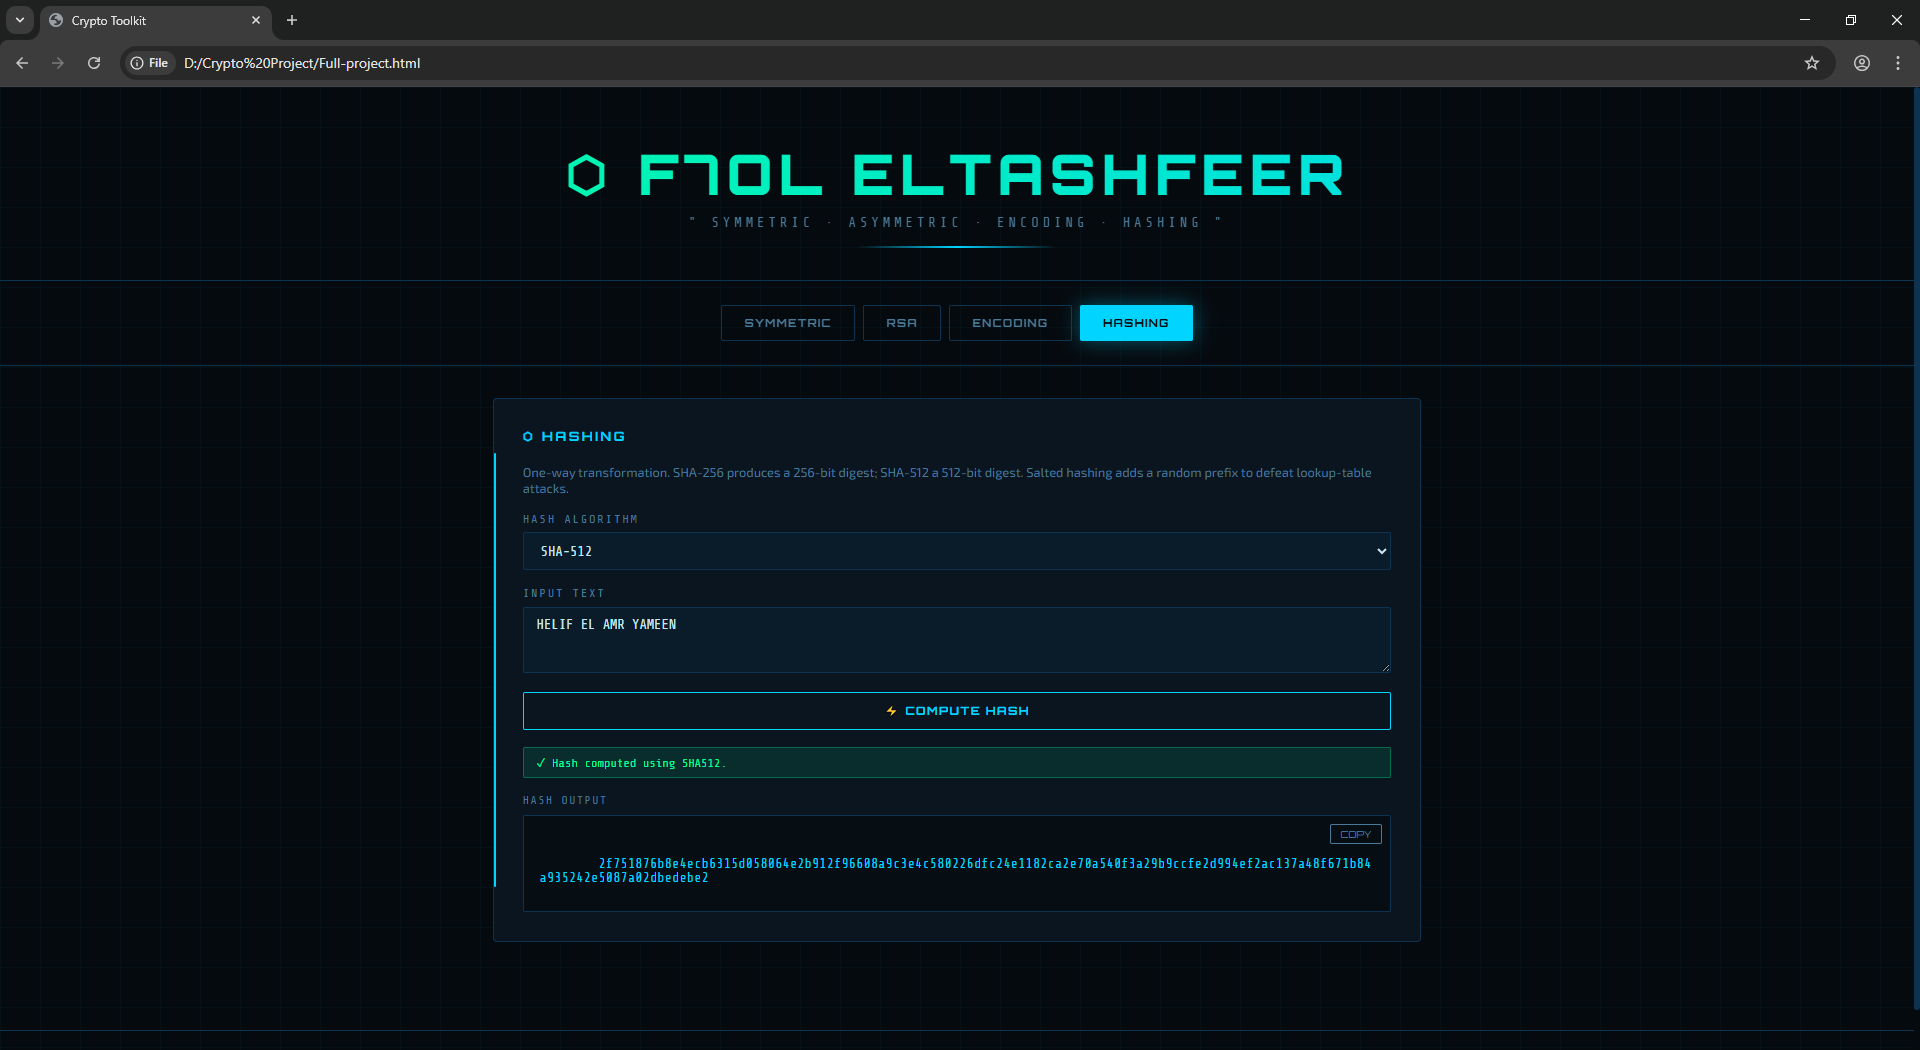 Crypto Toolkit
File D:/Crypto%20Project/Full-project.html
F7OL ELTASHFEER
" SYMMETRIC · ASYMMETRIC · ENCODING · HASHING "
SYMMETRIC RSA ENCODING HASHING
HASHING
One-way transformation. SHA-256 produces a 256-bit digest; SHA-512 a 512-bit digest. Salted hashing adds a random prefix to defeat lookup-table
attacks.
HASH ALGORITHM
SHA-512
INPUT TEXT
HELIF EL AMR YAMEEN
⚡ COMPUTE HASH
✓ Hash computed using SHA512.
HASH OUTPUT
COPY
2f751876b8e4ecb6315d058064e2b912f96608a9c3e4c580226dfc24e1182ca2e70a540f3a29b9ccfe2d994ef2ac137a48f671b84
a935242e5087a02dbedebe2